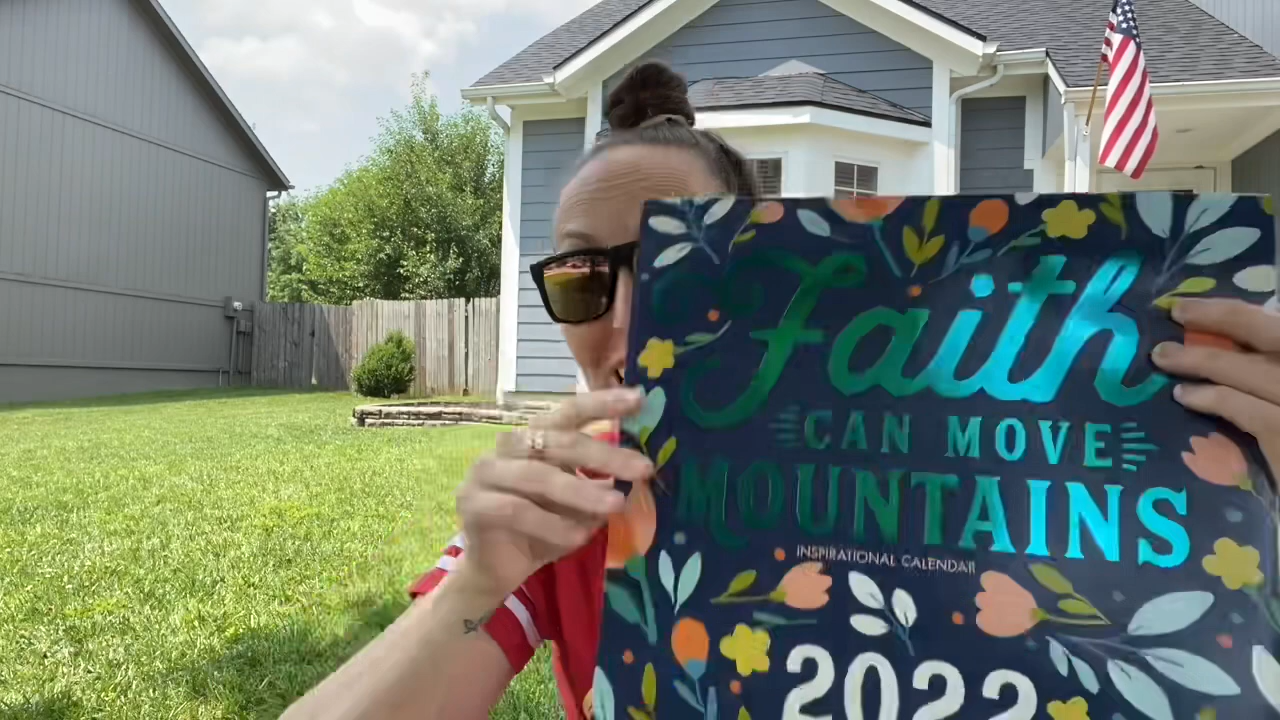 Faith
CAN MOVE
MOUNTAINS
INSPIRATIONAL CALENDAR
2022